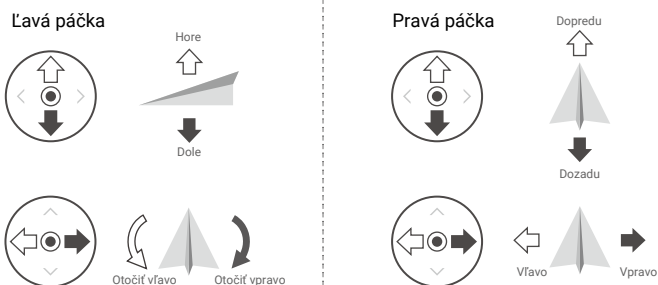 Ľavá páčka
Hore
Dole
Otočiť vľavo Otočiť vpravo
Pravá páčka
Dopredu
Dozadu
Vľavo Vpravo